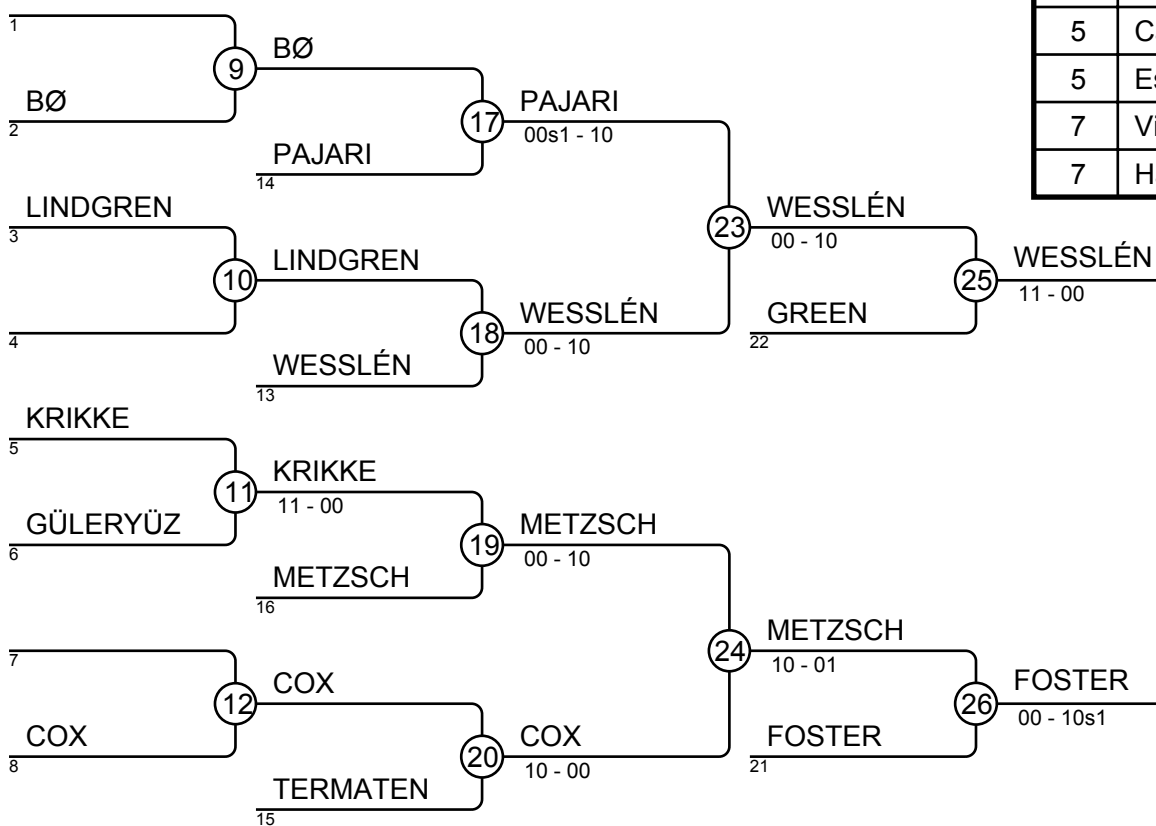 1
9
BØ
BØ
2
17
PAJARI
00s1 - 10
PAJARI
14
LINDGREN
3
10
LINDGREN
4
18
WESSLÉN
00 - 10
WESSLÉN
13
23
WESSLÉN
00 - 10
GREEN
22
25
WESSLÉN
11 - 00
KRIKKE
5
11
KRIKKE
11 - 00
GÜLERYÜZ
6
19
METZSCH
00 - 10
METZSCH
16
7
12
COX
COX
8
20
COX
10 - 00
TERMATEN
15
24
METZSCH
10 - 01
FOSTER
21
26
FOSTER
00 - 10s1
5 C
5 Es
7 Vi
7 H